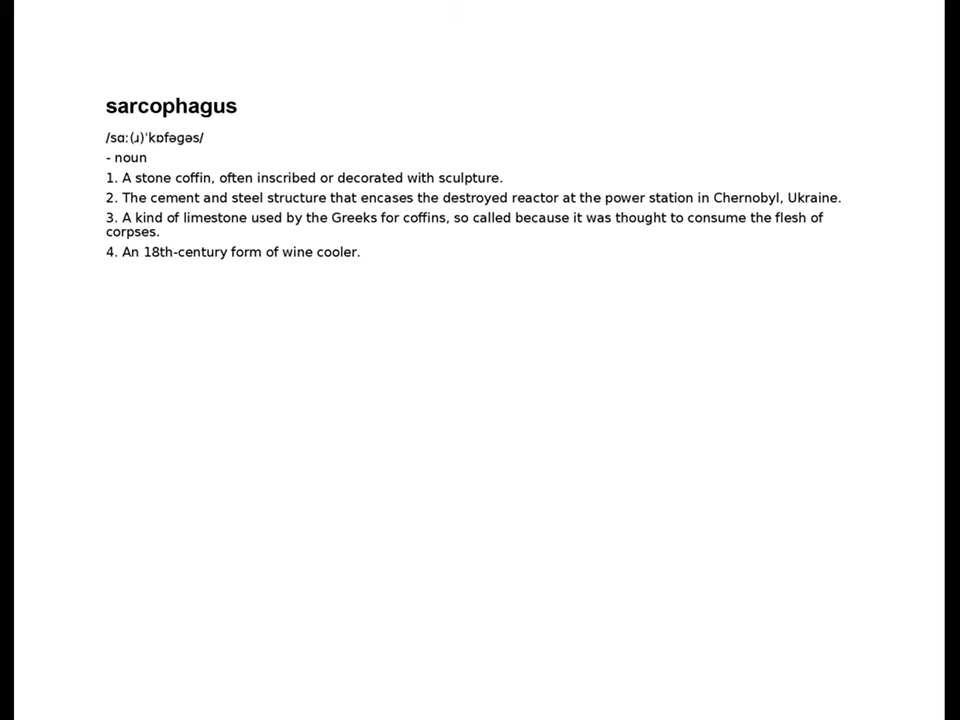 sarcophagus
/sɑː(ɹ)ˈkɒfəɡəs/
- noun
1. A stone coffin, often inscribed or decorated with sculpture.
2. The cement and steel structure that encases the destroyed reactor at the power station in Chernobyl, Ukraine.
3. A kind of limestone used by the Greeks for coffins, so called because it was thought to consume the flesh of
corpses.
4. An 18th-century form of wine cooler.